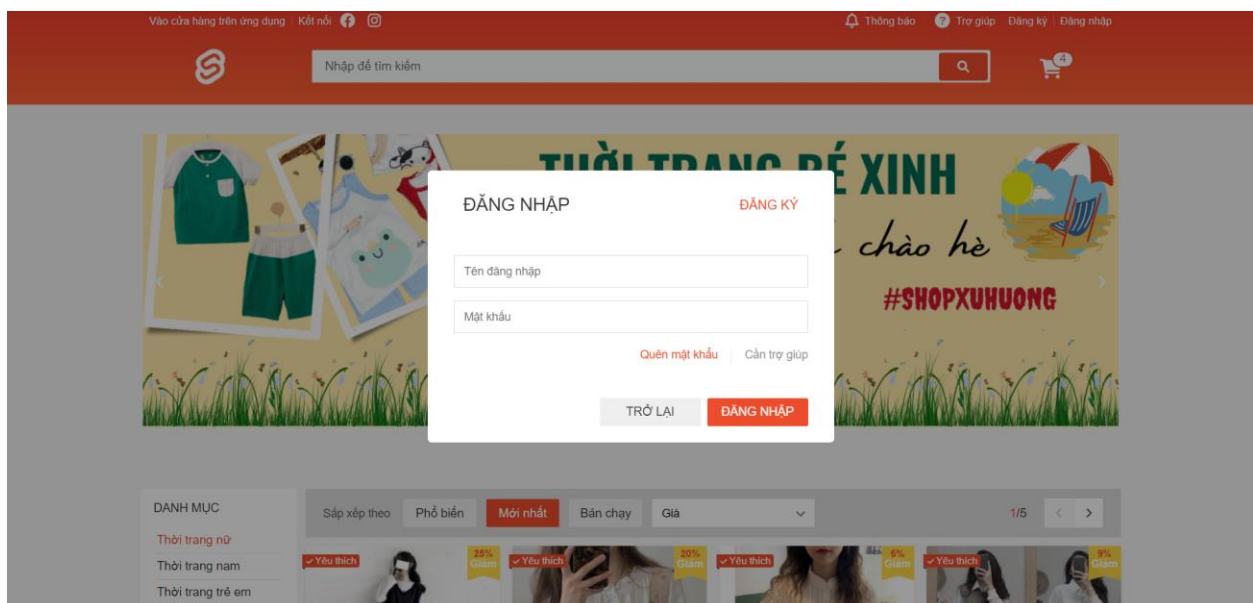 Vào cửa hàng trên ứng dụng Kết nối Thông báo Trợ giúp Đăng ký Đăng nhập
Nhập để tìm kiếm 4
THỜI TRANG BÉ XINH
chào hè
#SHOPXUHUONG
ĐĂNG NHẬP ĐĂNG KÝ
Tên đăng nhập
Mật khẩu
Quên mật khẩu Cần trợ giúp
TRỞ LẠI ĐĂNG NHẬP
DANH MỤC
Thời trang nữ
Thời trang nam
Thời trang trẻ em
Sắp xếp theo Phổ biến Mới nhất Bán chạy Giá 1/5
Yêu thích 25% Giảm Yêu thích 20% Giảm Yêu thích 6% Giảm Yêu thích 9% Giảm